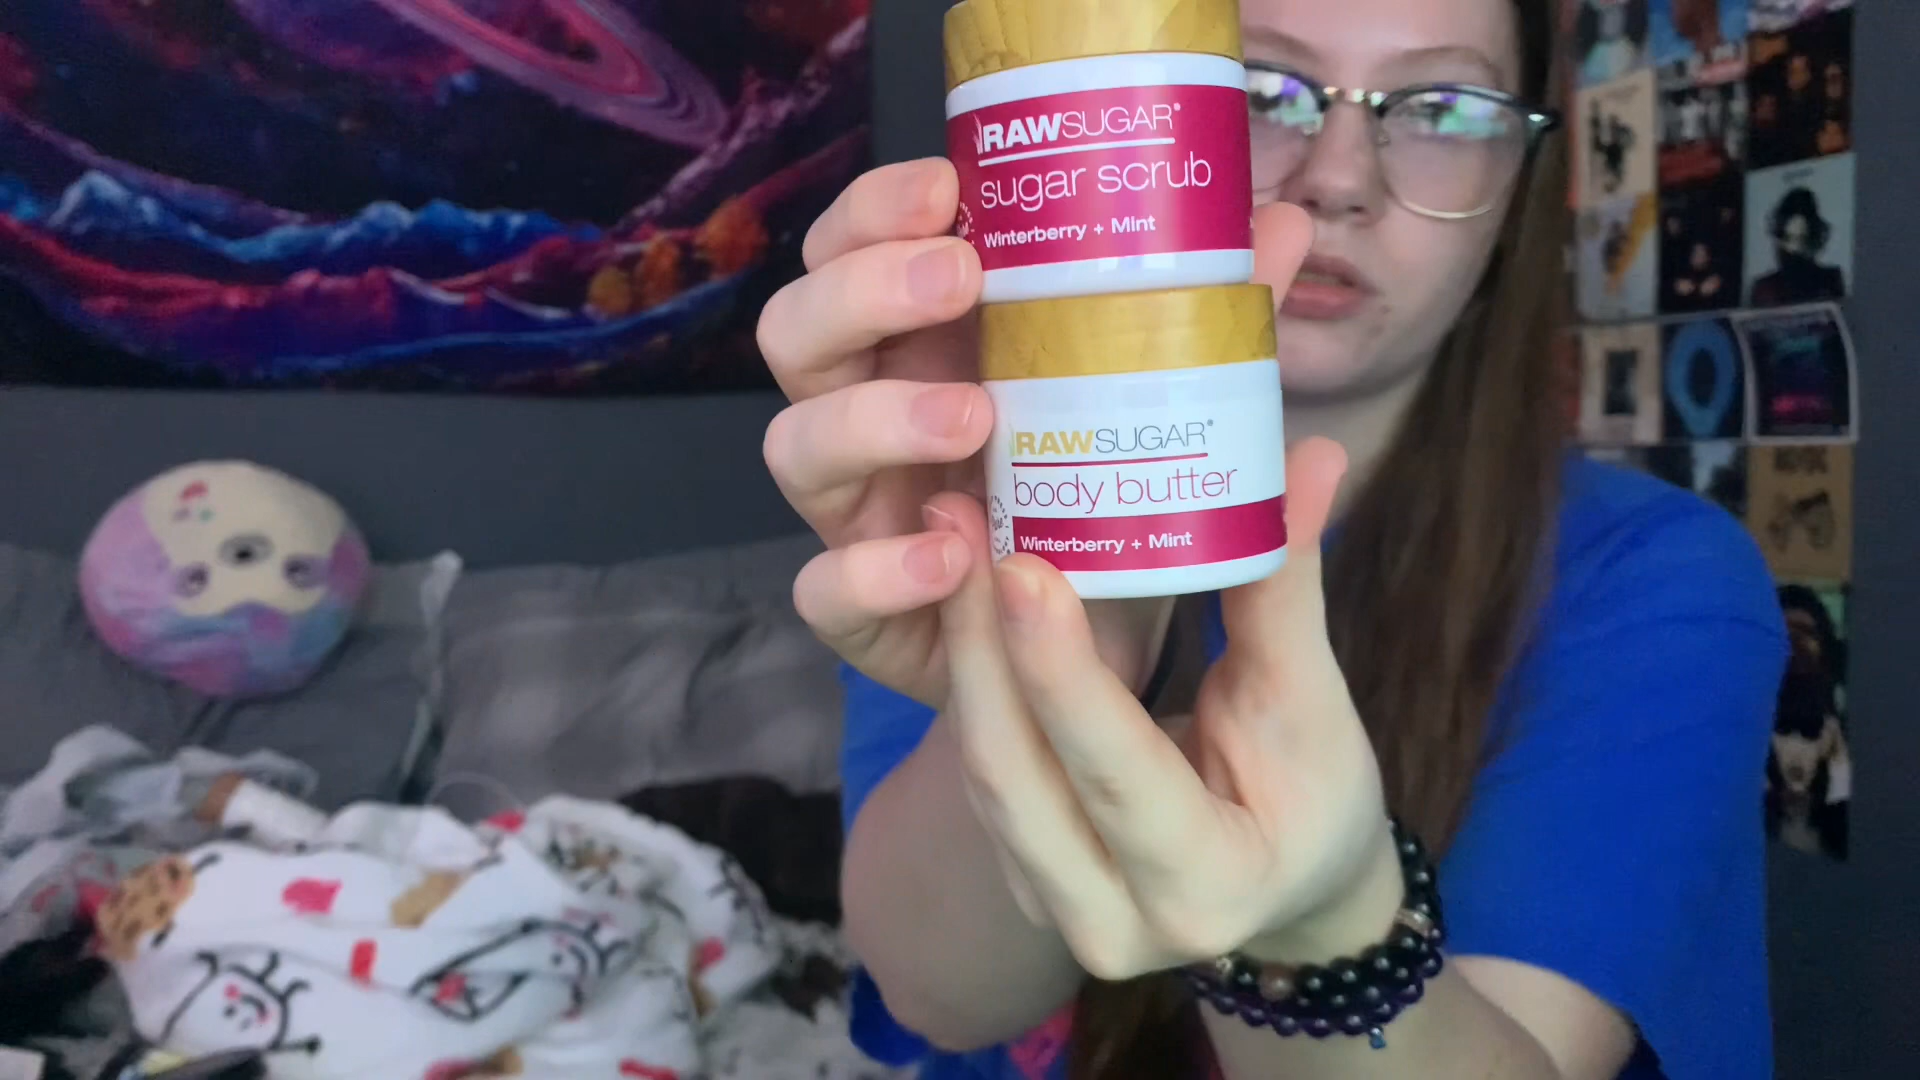 RAWSUGAR®
sugar scrub
Winterberry + Mint
RAWSUGAR®
body butter
Winterberry + Mint